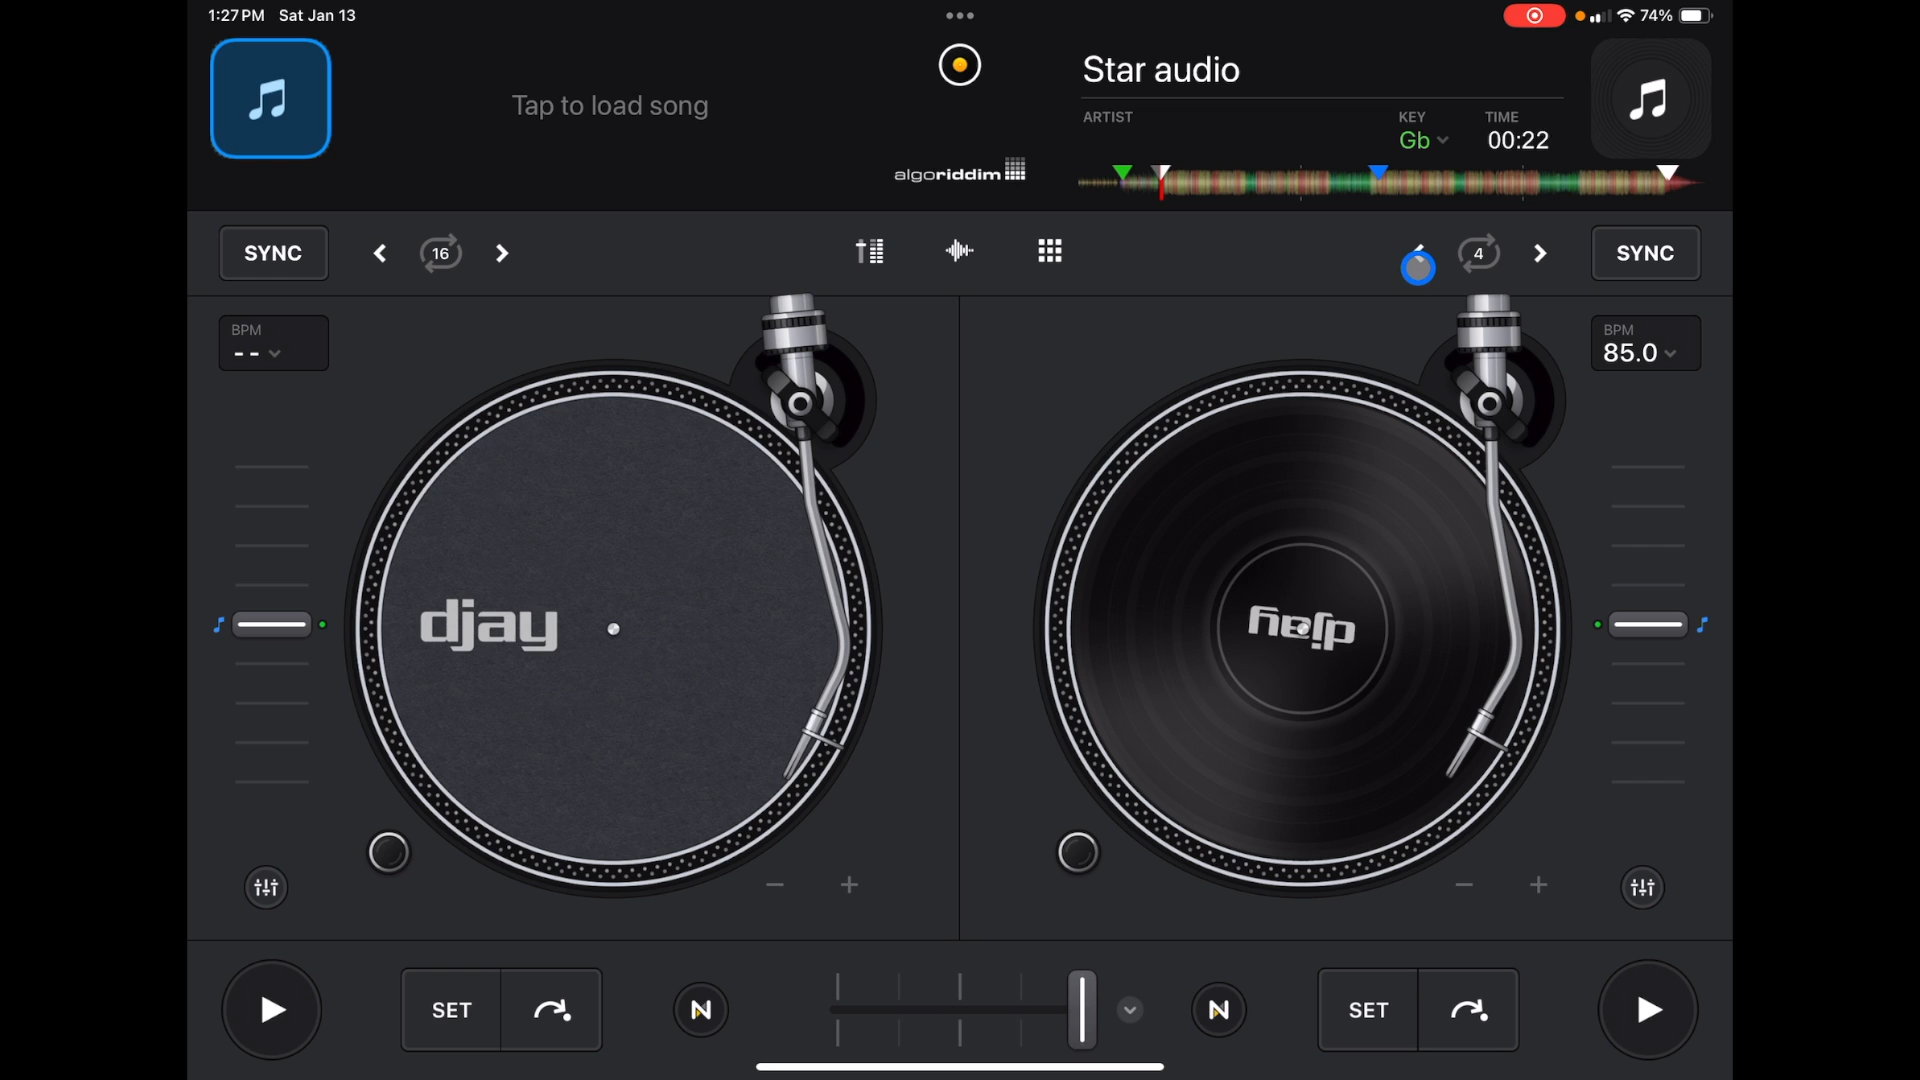 1:27 PM Sat Jan 13
74%
Tap to load song
algoriddim
Star audio
ARTIST
KEY
Gb
TIME
00:22
SYNC
16
4
SYNC
BPM
--
BPM
85.0
djay
djay
SET
N
N
SET